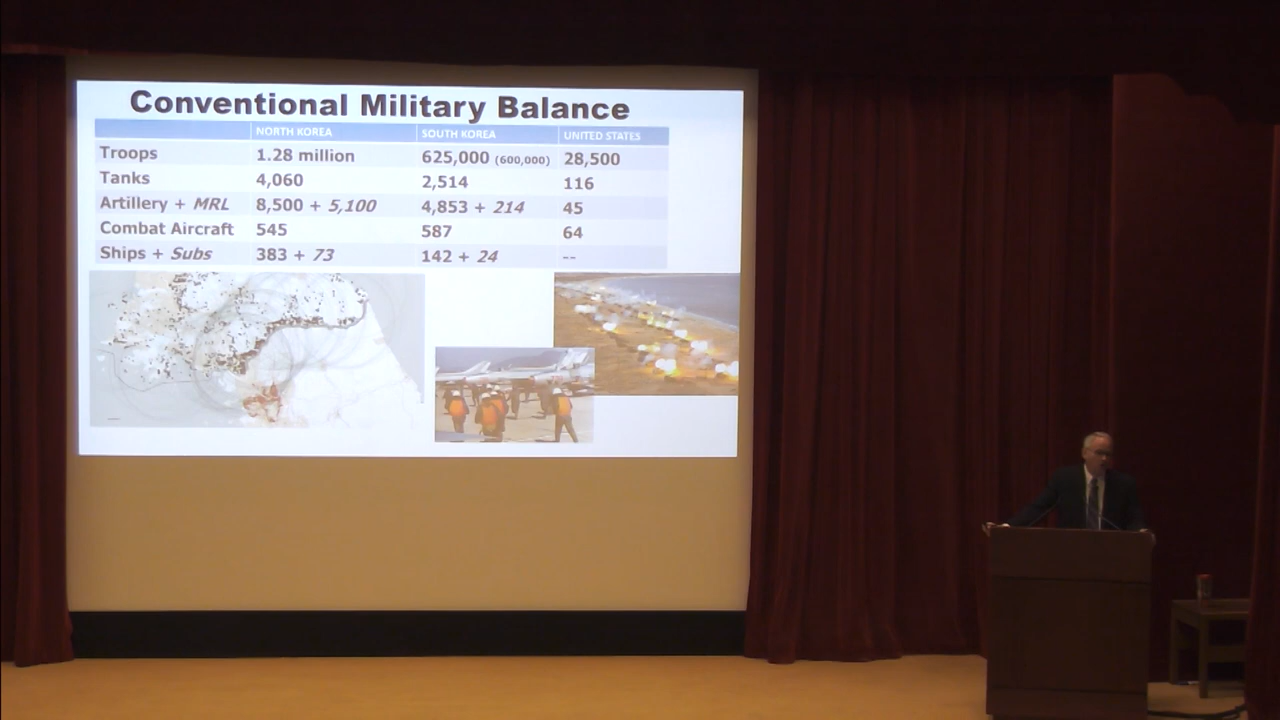 Conventional Military Balance
NORTH KOREA SOUTH KOREA UNITED STATES
Troops 1.28 million 625,000 (600,000) 28,500
Tanks 4,060 2,514 116
Artillery + MRL 8,500 + 5,100 4,853 + 214 45
Combat Aircraft 545 587 64
Ships + Subs 383 + 73 142 + 24 --